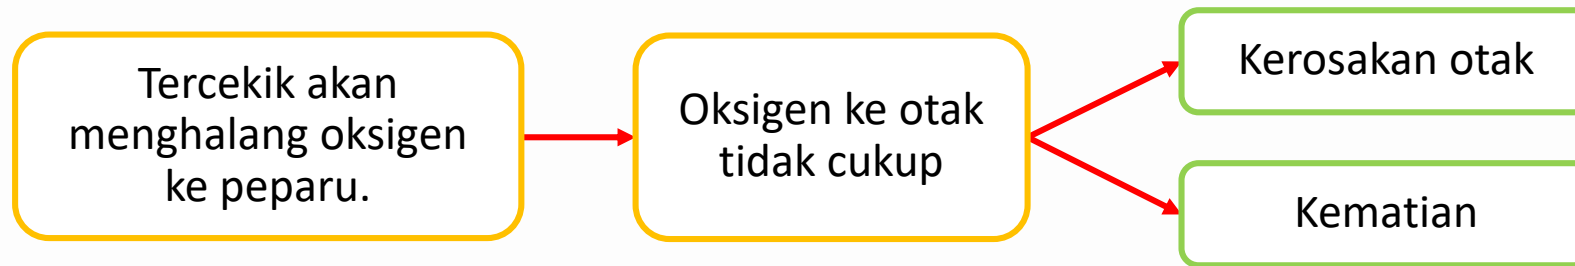 Tercekik akan
menghalang oksigen
ke peparu.
Oksigen ke otak
tidak cukup
Kerosakan otak
Kematian